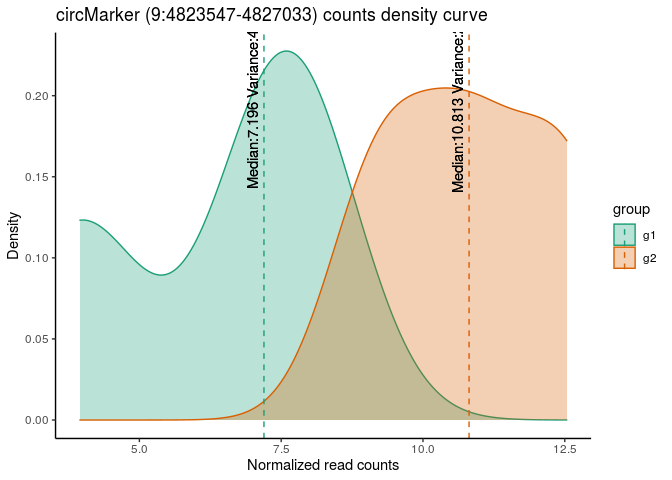 circMarker (9:4823547-4827033) counts density curve
Density
0.20
0.15
0.10
0.05
0.00
Median:7.196 Variance:4
Median:10.813 Variance:
group
g1
g2
5.0
7.5
10.0
12.5
Normalized read counts